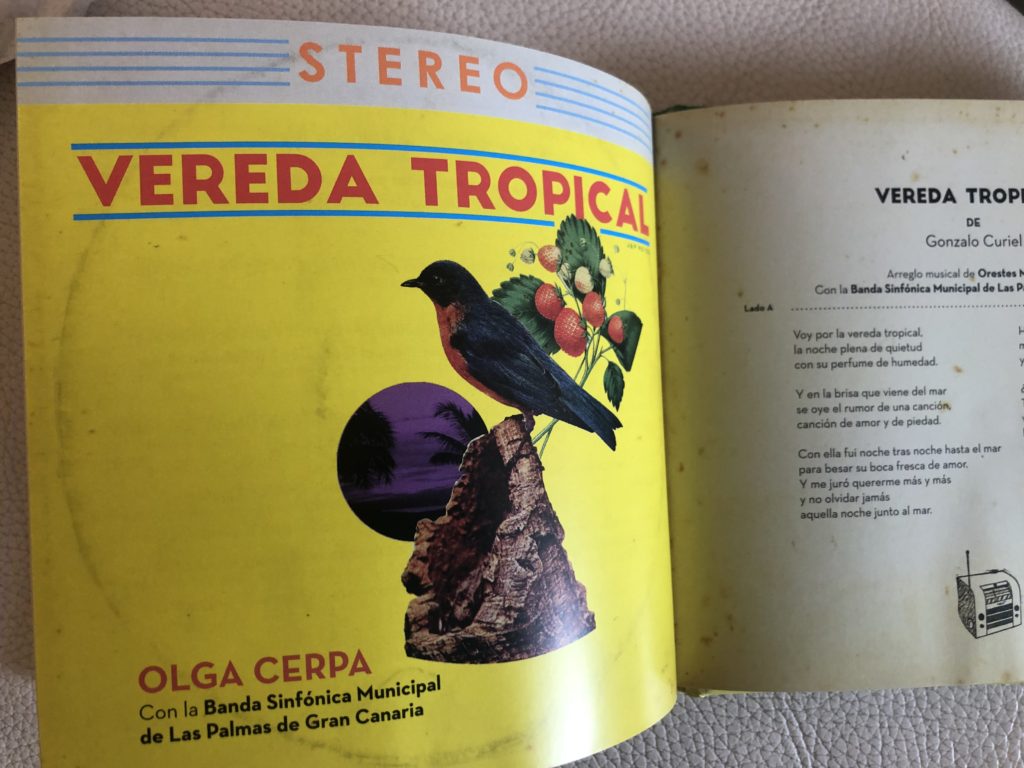 STEREO
VEREDA TROPICAL
OLGA CERPA
Con la Banda Sinfónica Municipal
de Las Palmas de Gran Canaria
VEREDA
DE
Gonzalo Curiel
Arreglo musical de Orestes
Con la Banda Sinfónica Municipal de Las
Lado A
Voy por la vereda tropical,
la noche plena de quietud
con su perfume de humedad.
Y en la brisa que viene del mar
se oye el rumor de una canción,
canción de amor y de piedad.
Con ella fui noche tras noche hasta el mar
para besar su boca fresca de amor.
Y me juró quererme más y más
y no olvidar jamás
aquella noche junto al mar.